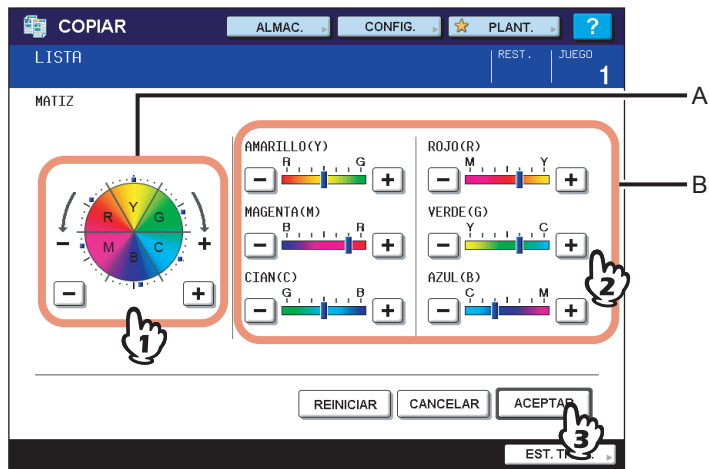 COPIAR
ALMAC. CONFIG. PLANT. ?
LISTA REST. JUEGO
1
MATIZ
A
B
Y
R G
M C
B
- +
- +
1
AMARILLO(Y)
R G
- +
MAGENTA(M)
B R
- +
CIAN(C)
G B
- +
ROJO(R)
M Y
- +
VERDE(G)
Y C
- +
AZUL(B)
C M
- +
2
REINICIAR CANCELAR ACEPTAR
3
EST.